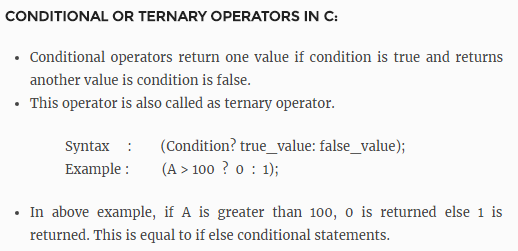 CONDITIONAL OR TERNARY OPERATORS IN C:
• Conditional operators return one value if condition is true and returns
another value is condition is false.
• This operator is also called as ternary operator.
Syntax : (Condition? true_value: false_value);
Example : (A > 100 ? 0 : 1);
• In above example, if A is greater than 100, 0 is returned else 1 is
returned. This is equal to if else conditional statements.